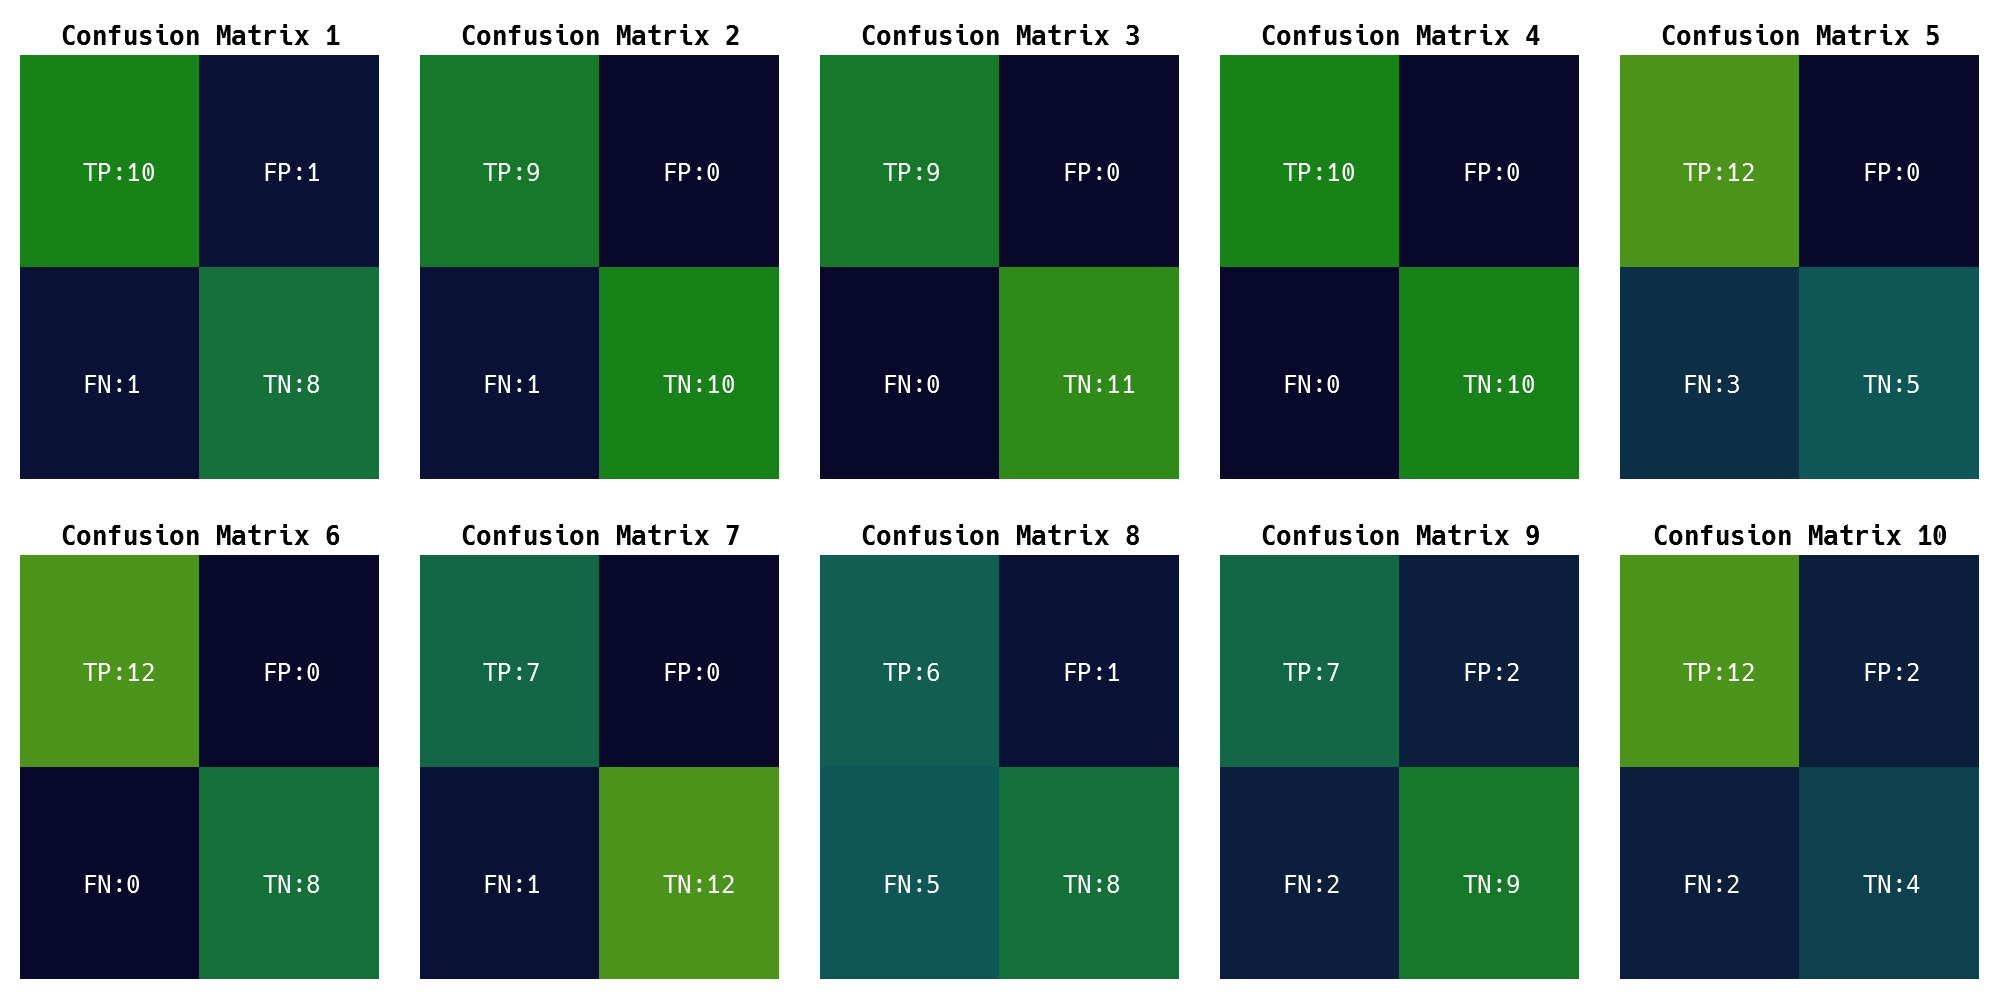 Confusion Matrix 1
TP:10 FP:1
FN:1 TN:8
Confusion Matrix 2
TP:9 FP:0
FN:1 TN:10
Confusion Matrix 3
TP:9 FP:0
FN:0 TN:11
Confusion Matrix 4
TP:10 FP:0
FN:0 TN:10
Confusion Matrix 5
TP:12 FP:0
FN:3 TN:5
Confusion Matrix 6
TP:12 FP:0
FN:0 TN:8
Confusion Matrix 7
TP:7 FP:0
FN:1 TN:12
Confusion Matrix 8
TP:6 FP:1
FN:5 TN:8
Confusion Matrix 9
TP:7 FP:2
FN:2 TN:9
Confusion Matrix 10
TP:12 FP:2
FN:2 TN:4